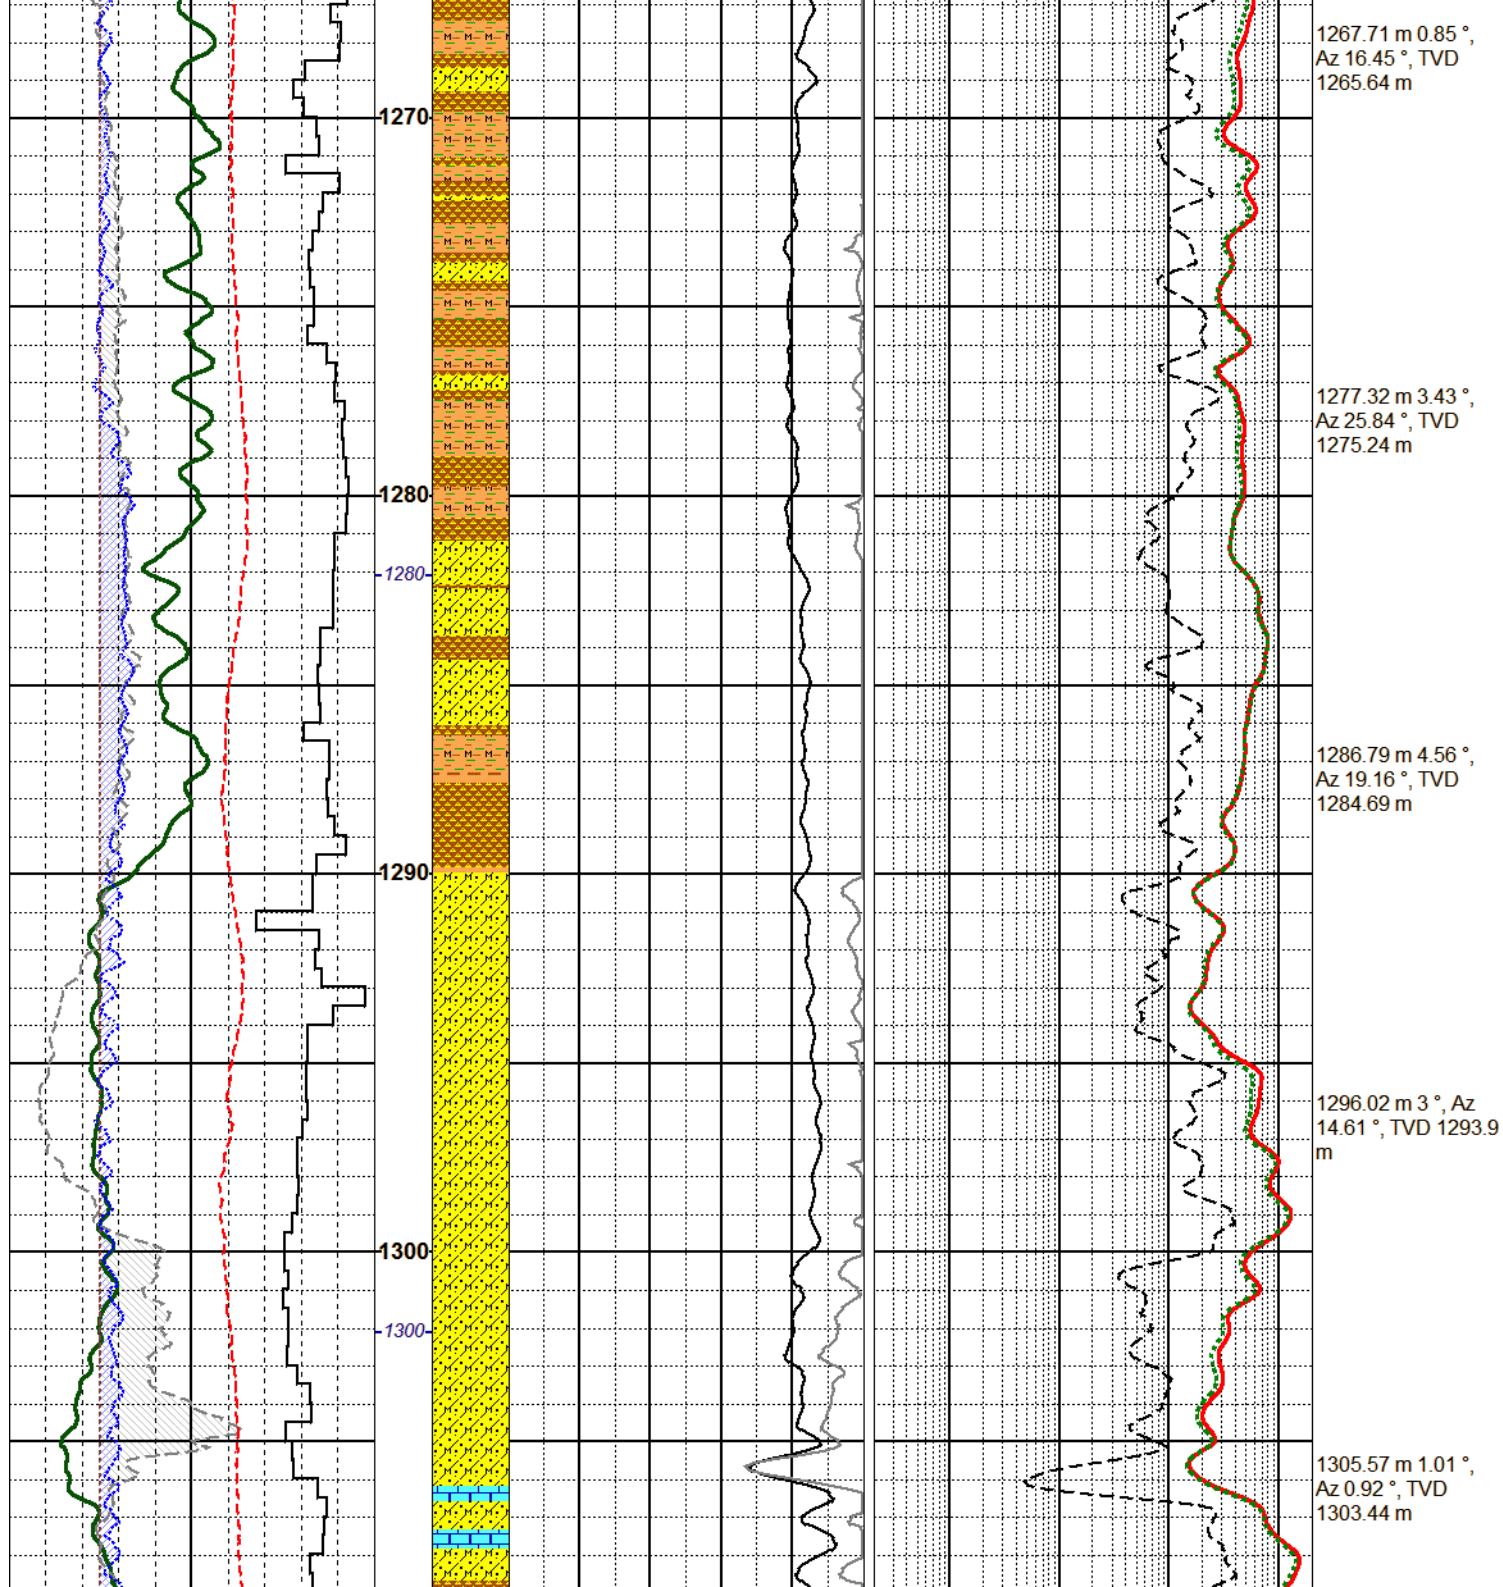 1267.71 m 0.85 °,
Az 16.45 °, TVD
1265.64 m
1270
1277.32 m 3.43 °,
Az 25.84 °, TVD
1275.24 m
1280
-1280-
1286.79 m 4.56 °,
Az 19.16 °, TVD
1284.69 m
1290
1296.02 m 3 °, Az
14.61 °, TVD 1293.9
m
1300
-1300-
1305.57 m 1.01 °,
Az 0.92 °, TVD
1303.44 m